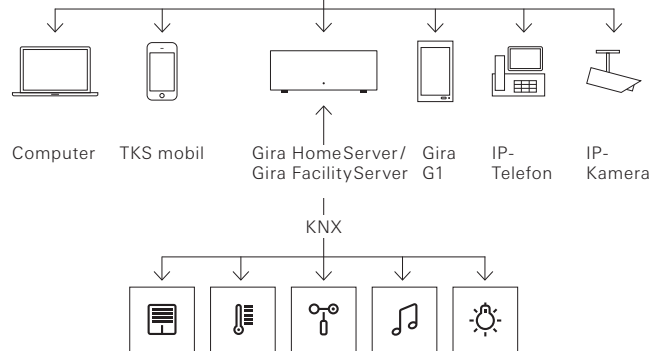 Computer
TKS mobil
Gira HomeServer/
Gira FacilityServer
Gira
G1
IP-
Telefon
IP-
Kamera
KNX